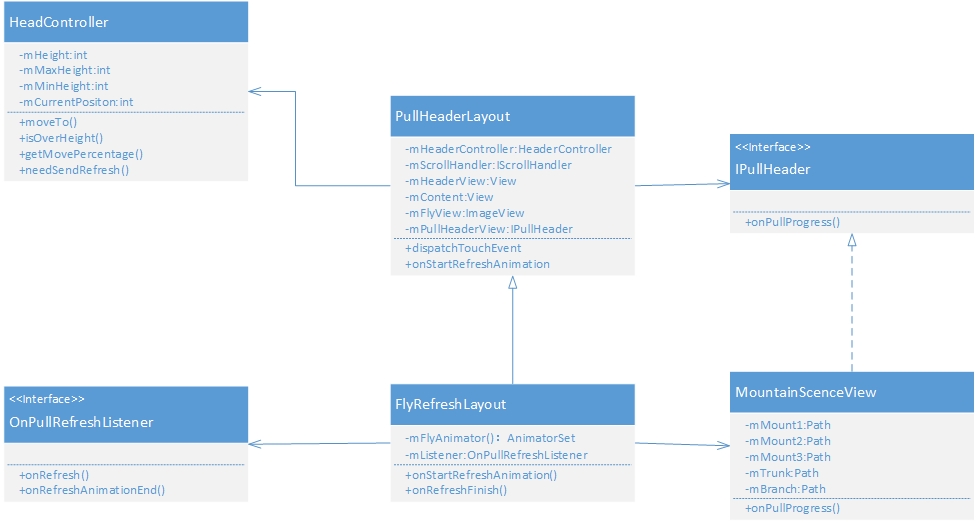 HeadController
-mHeight:int
-mMaxHeight:int
-mMinHeight:int
-mCurrentPositon:int
+moveTo()
+isOverHeight()
+getMovePercentage()
+needSendRefresh()
PullHeaderLayout
-mHeaderController:HeaderController
-mScrollHandler:IScrollHandler
-mHeaderView:View
-mContent:View
-mFlyView:ImageView
-mPullHeaderView:IPullHeader
+dispatchTouchEvent
+onStartRefreshAnimation
<<Interface>>
IPullHeader
+onPullProgress()
<<Interface>>
OnPullRefreshListener
+onRefresh()
+onRefreshAnimationEnd()
FlyRefreshLayout
-mFlyAnimator(): AnimatorSet
-mListener:OnPullRefreshListener
+onStartRefreshAnimation()
+onRefreshFinish()
MountainScenceView
-mMount1:Path
-mMount2:Path
-mMount3:Path
-mTrunk:Path
-mBranch:Path
+onPullProgress()